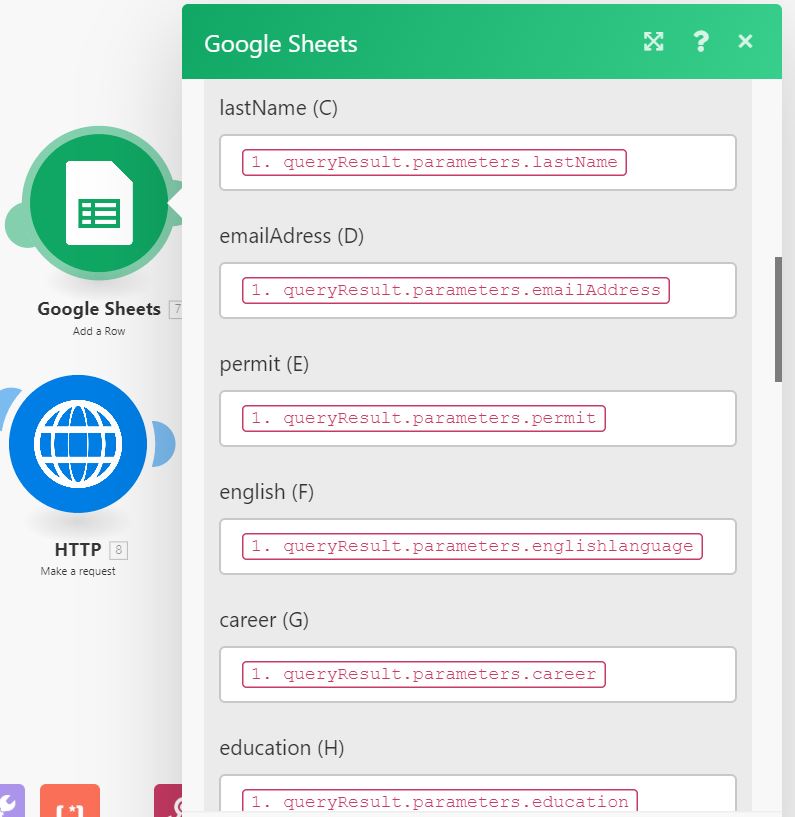 Google Sheets
?
lastName (C)
1. queryResult.parameters.lastName
emailAdress (D)
1. queryResult.parameters.emailAddress
permit (E)
1. queryResult.parameters.permit
english (F)
1. queryResult.parameters.englishlanguage
career (G)
1. queryResult.parameters.career
education (H)
1. queryResult.parameters.education
Google Sheets 7
Add a Row
HTTP 8
Make a request